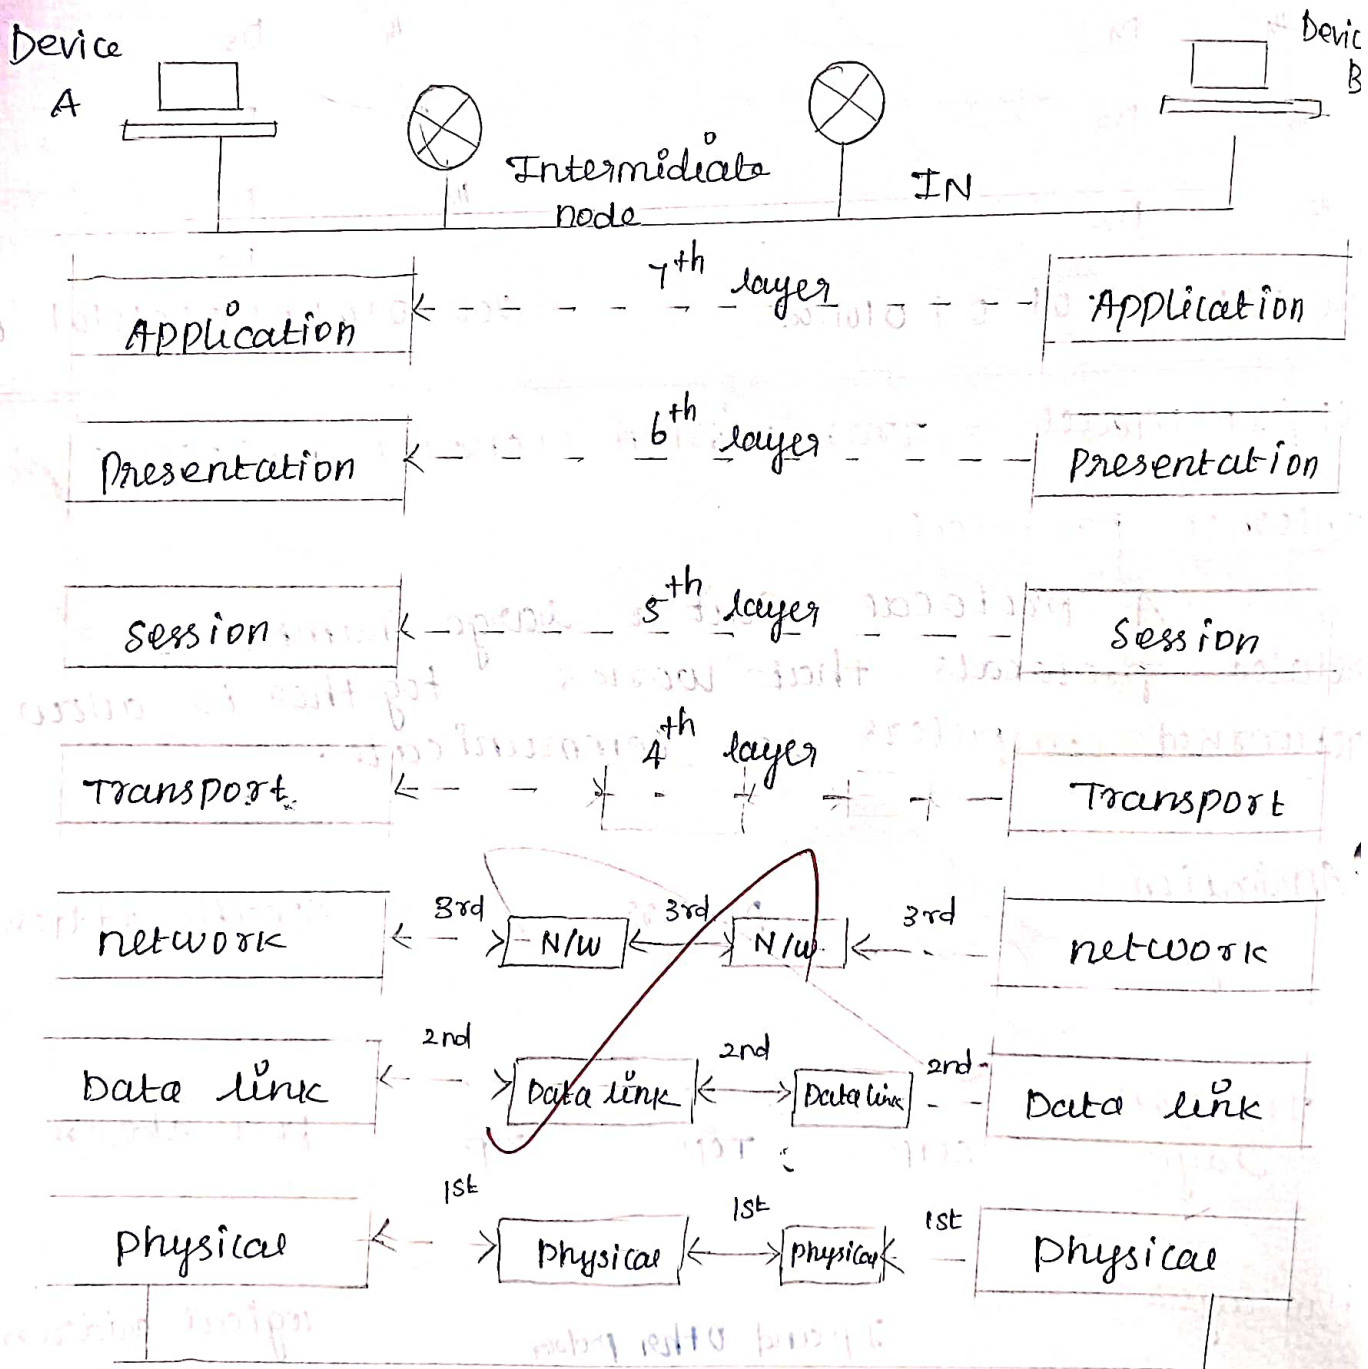 Device
A
Devic
B
Intermidiate
node
IN
7th layer
Application
Application
6th layer
Presentation
Presentation
5th layer
Session
Session
4th layer
Transport
Transport
3rd
3rd
3rd
network
N/W
N/W
network
2nd
2nd
2nd
Data link
Data link
Data link
Data link
1st
1st
1st
Physical
Physical
Physical
Physical